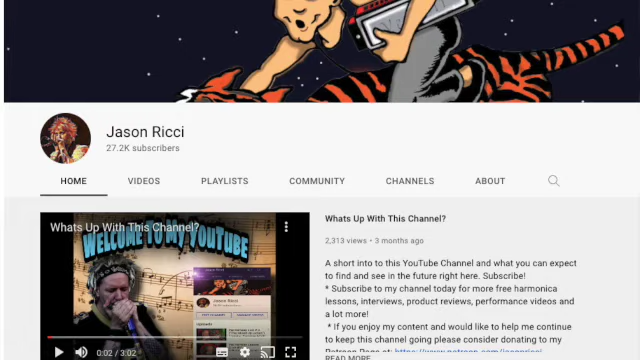 Jason Ricci
27.2K subscribers
HOME VIDEOS PLAYLISTS COMMUNITY CHANNELS ABOUT
Whats Up With This Channel?
WELCOME TO MY YOUTUBE
Jason Ricci
0:02 / 3:02
Whats Up With This Channel?
2,313 views • 3 months ago
A short into to this YouTube Channel and what you can expect
to find and see in the future right here. Subscribe!
* Subscribe to my channel today for more free harmonica
lessons, interviews, product reviews, performance videos and
a lot more!
* If you enjoy my content and would like to help me continue
to keep this channel going please consider donating to my
READ MORE